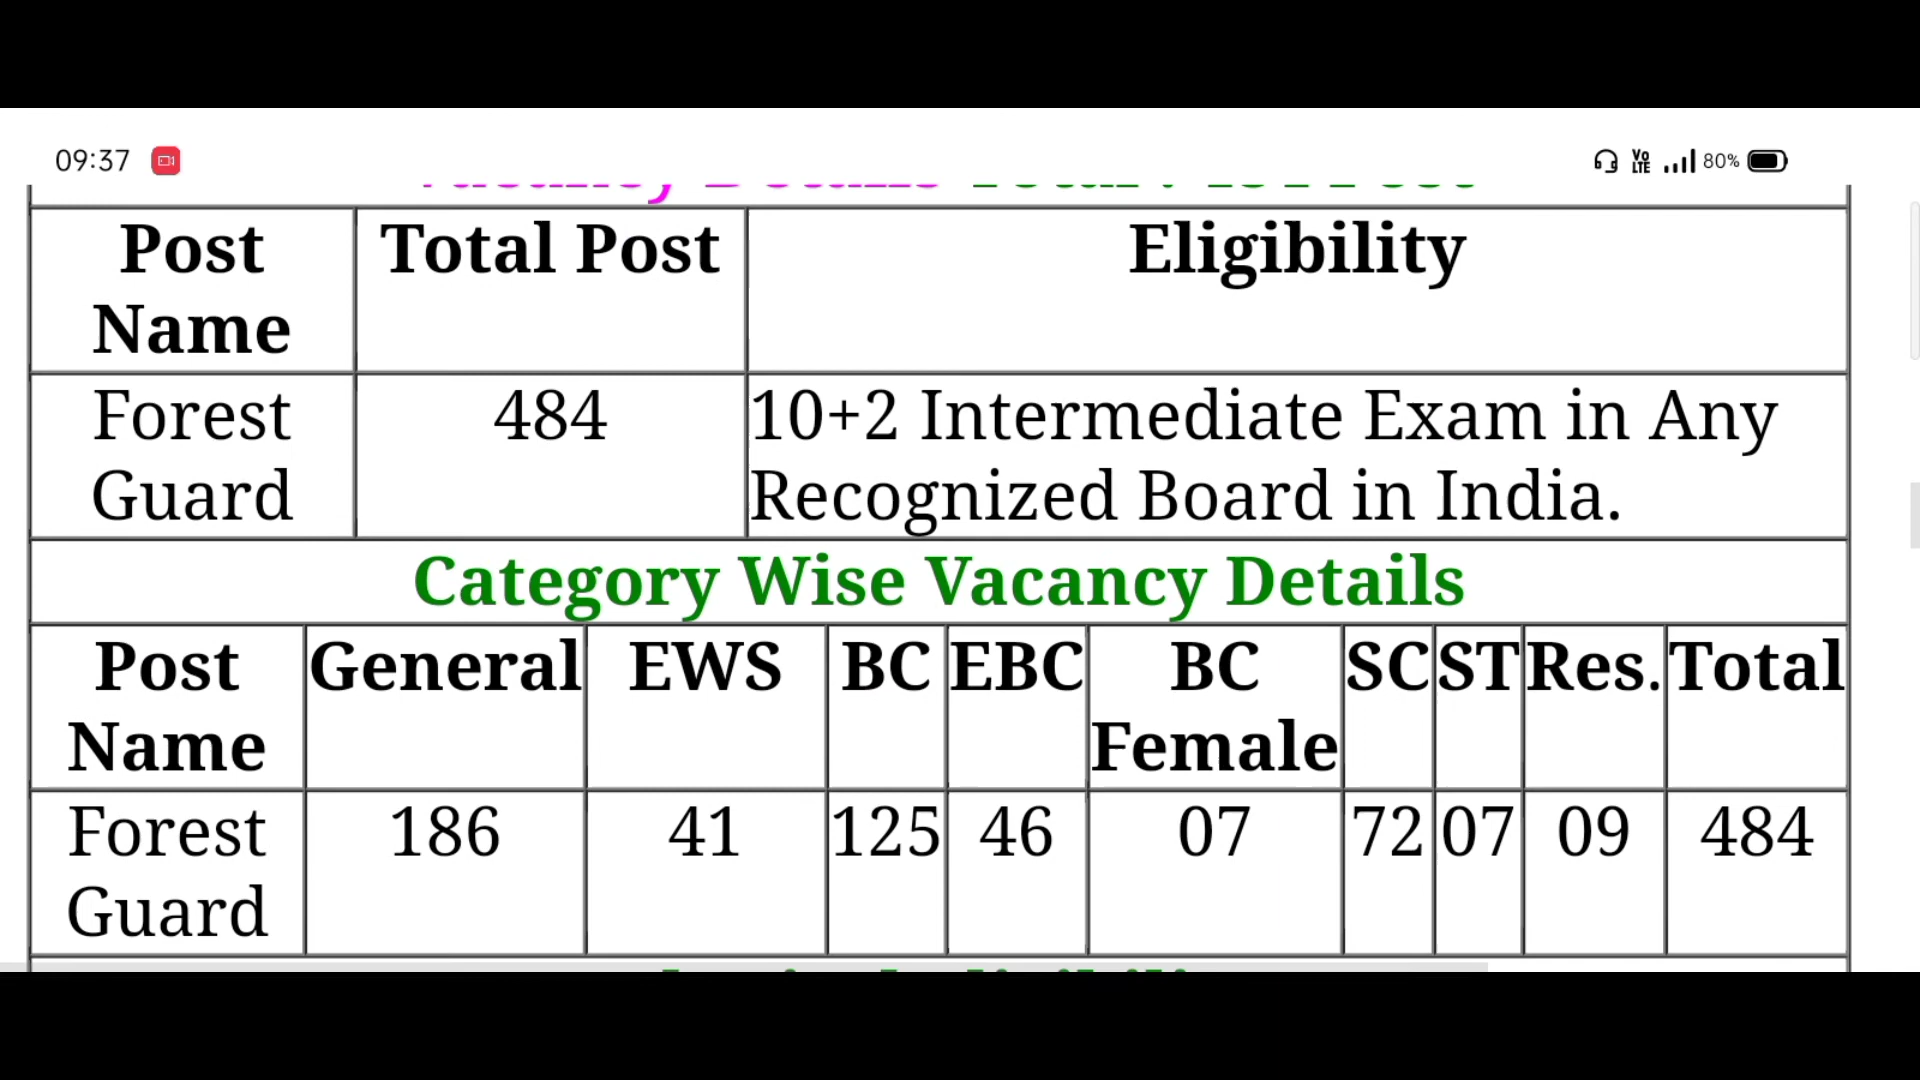 09:37
Vo LTE 80%
Post Name Total Post Eligibility
Forest Guard 484 10+2 Intermediate Exam in Any Recognized Board in India.
Category Wise Vacancy Details
Post Name General EWS BC EBC BC Female SC ST Res. Total
Forest Guard 186 41 125 46 07 72 07 09 484